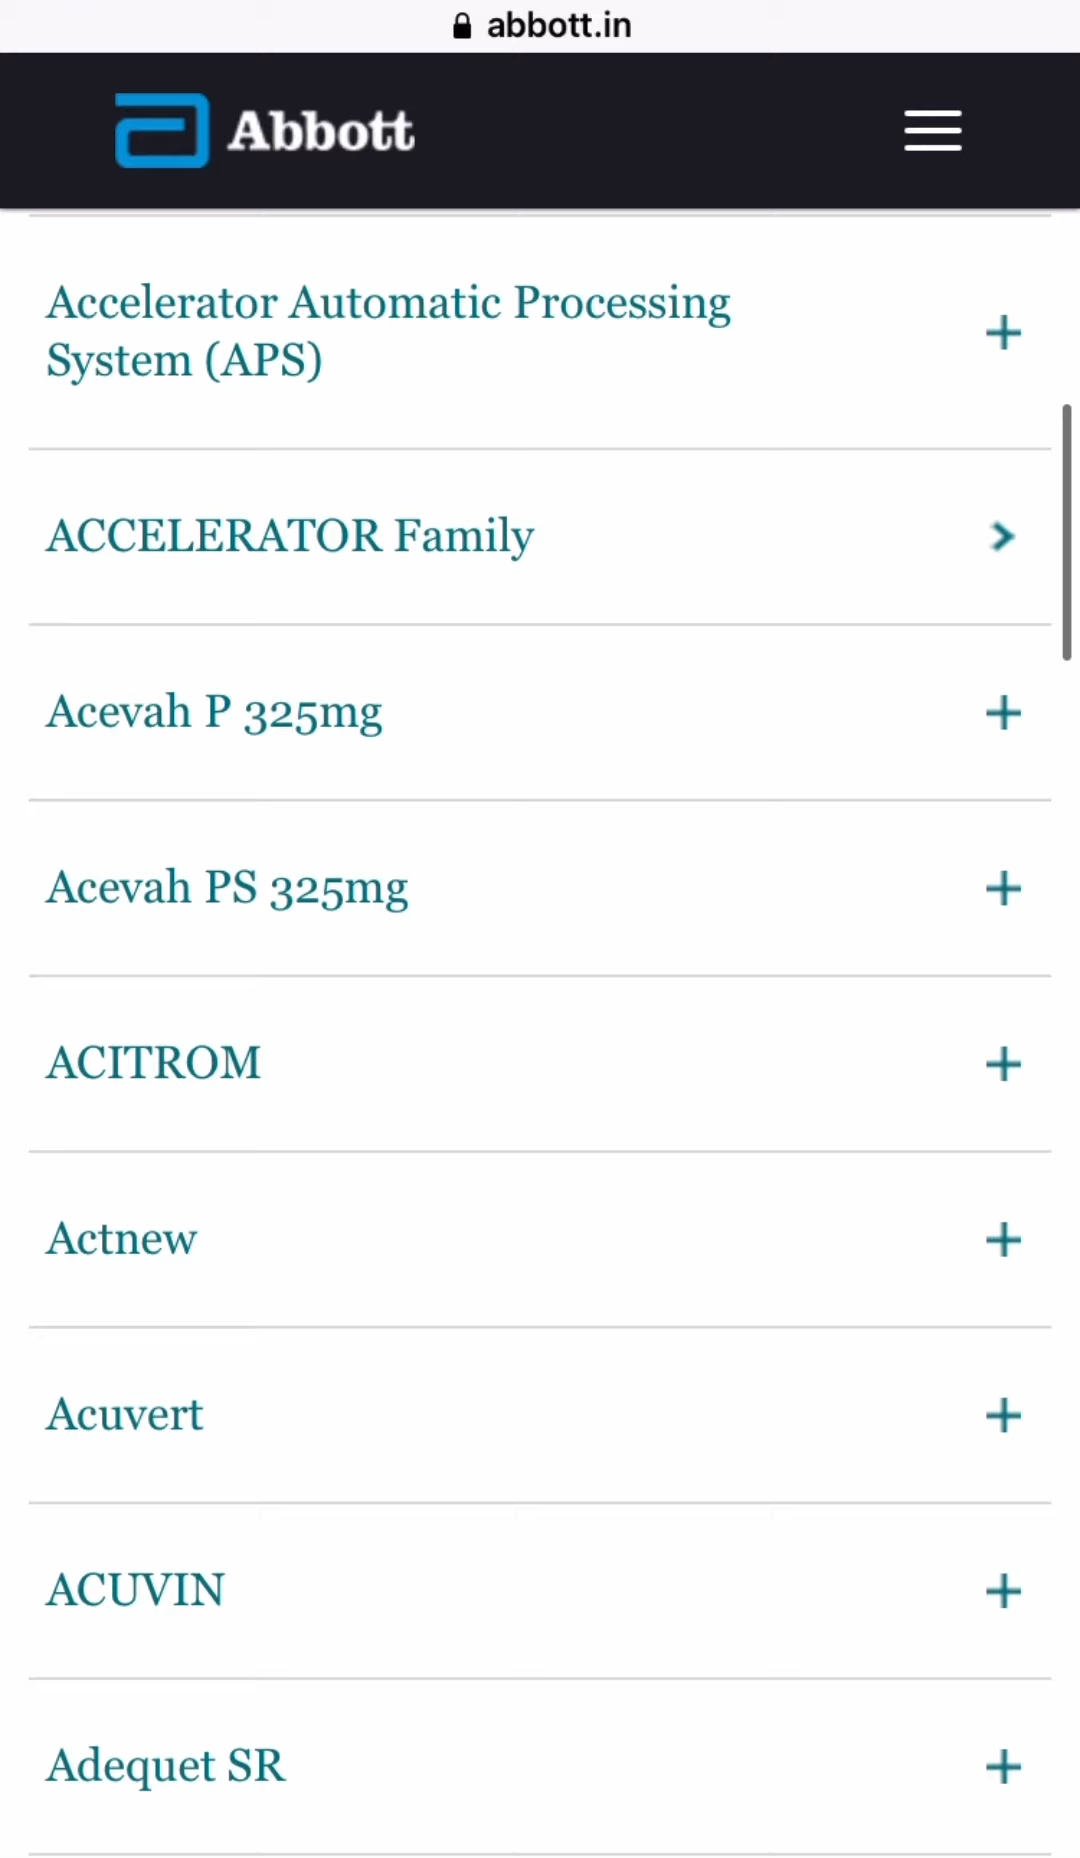 abbott.in
Abbott
Accelerator Automatic Processing
System (APS)
ACCELERATOR Family
Acevah P 325mg
Acevah PS 325mg
ACITROM
Actnew
Acuvert
ACUVIN
Adequet SR